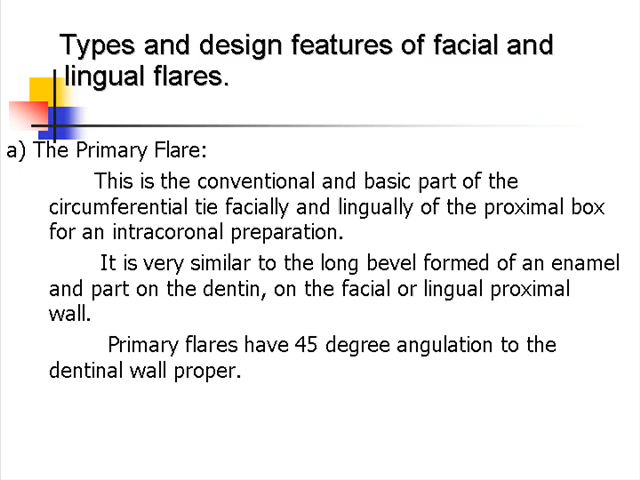 Types and design features of facial and
lingual flares.
a) The Primary Flare:
This is the conventional and basic part of the
circumferential tie facially and lingually of the proximal box
for an intracoronal preparation.
It is very similar to the long bevel formed of an enamel
and part on the dentin, on the facial or lingual proximal
wall.
Primary flares have 45 degree angulation to the
dentinal wall proper.